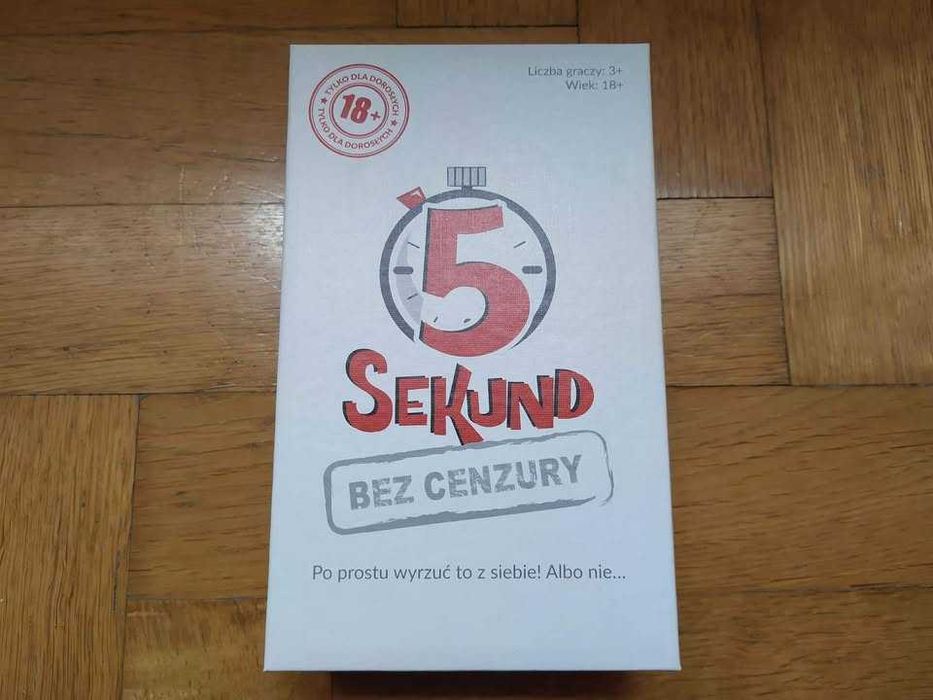 TYLKO DLA DOROSŁYCH
18+
TYLKO DLA DOROSŁYCH
Liczba graczy: 3+
Wiek: 18+
5
SEKUND
BEZ CENZURY
Po prostu wyrzuć to z siebie! Albo nie...